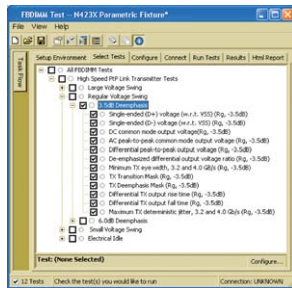 FBDIMM Test -- N423X Parametric Fixture*
File View Help
Task Flow
Setup Environment Select Tests Configure Connect Run Tests Results Html Report
All FBDIMM Tests
High Speed PtP Link Transmitter Tests
Large Voltage Swing
Regular Voltage Swing
3.5dB Deemphasis
Single-ended (D+) voltage (w.r.t. VSS) (Rg, -3.5dB)
Single-ended (D-) voltage (w.r.t. VSS) (Rg, -3.5dB)
DC common mode output voltage(Rg, -3.5dB)
AC peak-to-peak common-mode output voltage (Rg, -3.5dB)
Differential peak-to-peak output voltage (Rg, -3.5dB)
De-emphasized differential output voltage ratio (Rg, -3.5dB)
Minimum TX eye-width, 3.2 and 4.0 GB/s (Rg, -3.5dB)
TX Transition Mask (Rg, -3.5dB)
TX Deemphasis Mask (Rg, -3.5dB)
Differential TX output rise time (Rg, -3.5dB)
Differential TX output fall time (Rg, -3.5dB)
Maximum TX deterministic jitter, 3.2 and 4.0 Gb/s (Rg, -3.5dB)
6.0dB Deemphasis
Small Voltage Swing
Electrical Idle
Test: (None Selected)
Configure...
12 Tests Check the test(s) you would like to run Connection: UNKNOWN